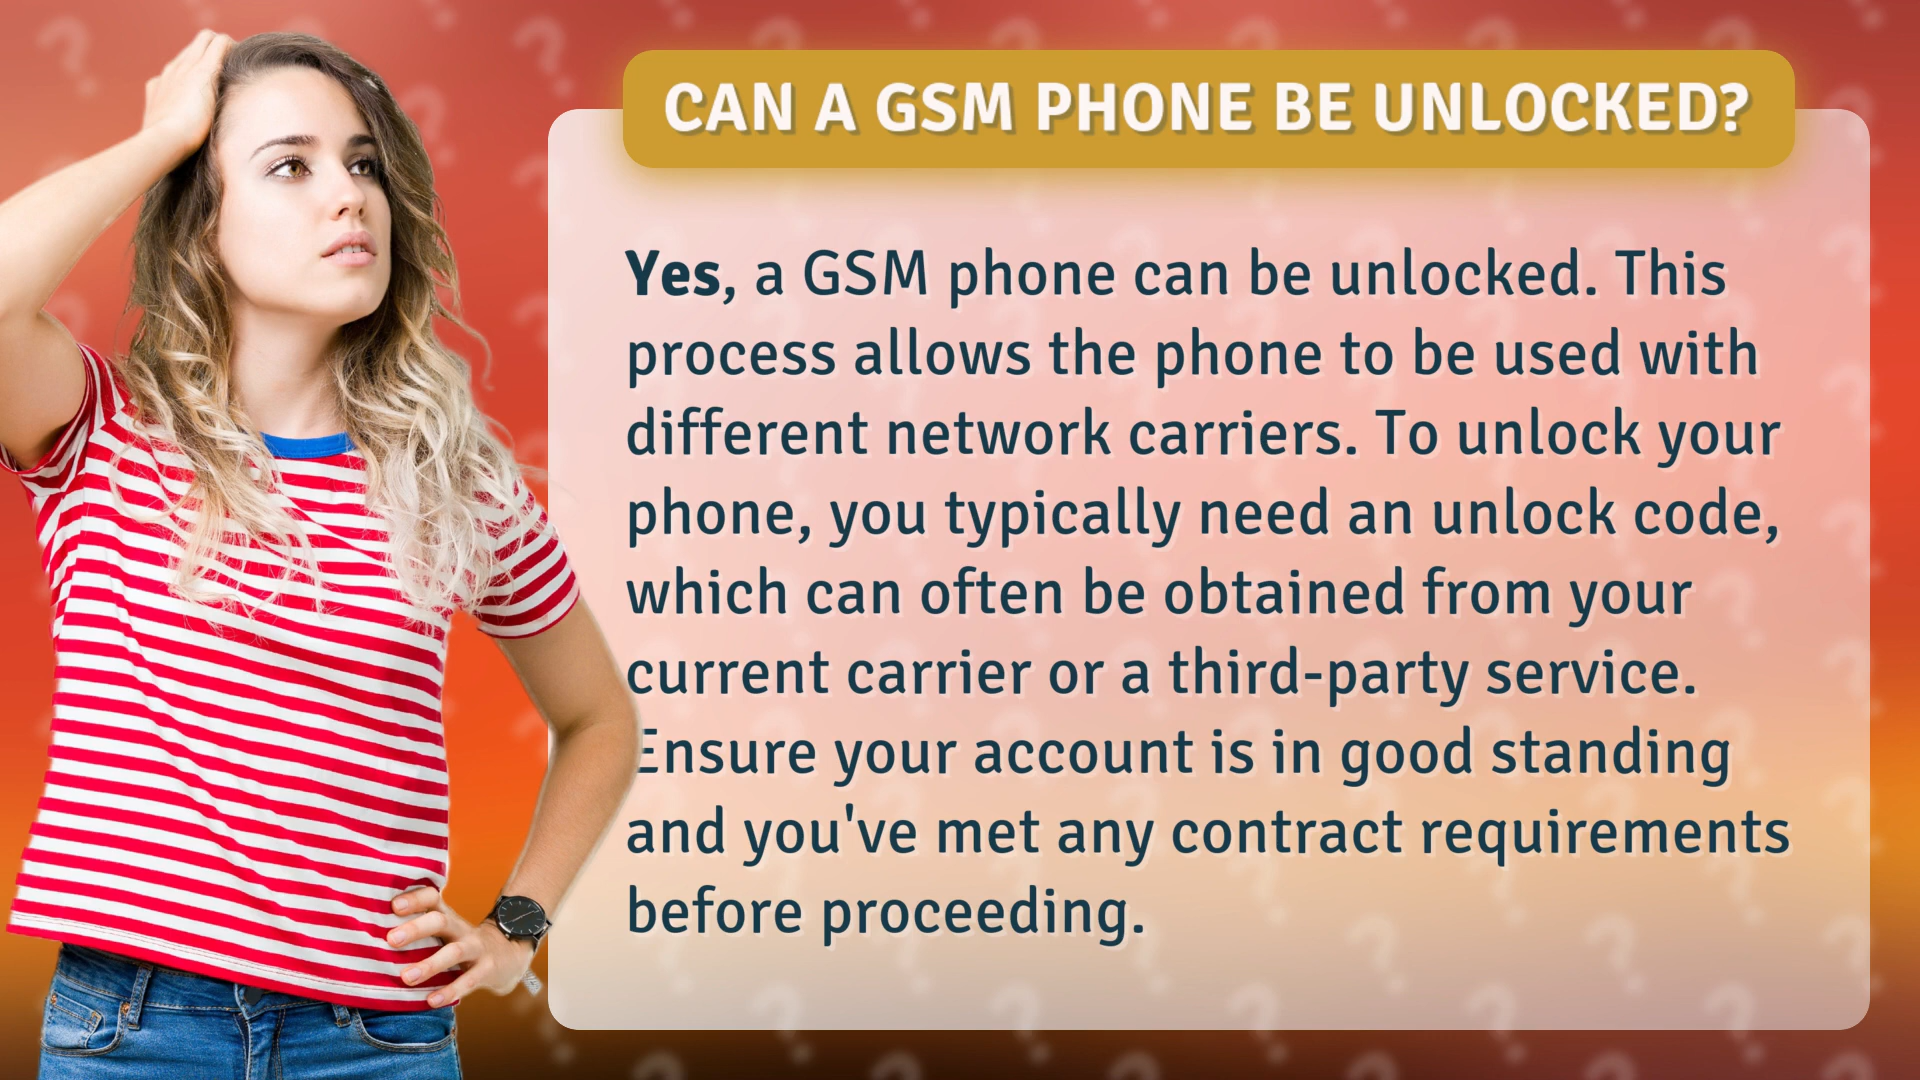 CAN A GSM PHONE BE UNLOCKED?
Yes, a GSM phone can be unlocked. This
process allows the phone to be used with
different network carriers. To unlock your
phone, you typically need an unlock code,
which can often be obtained from your
current carrier or a third-party service.
Ensure your account is in good standing
and you've met any contract requirements
before proceeding.